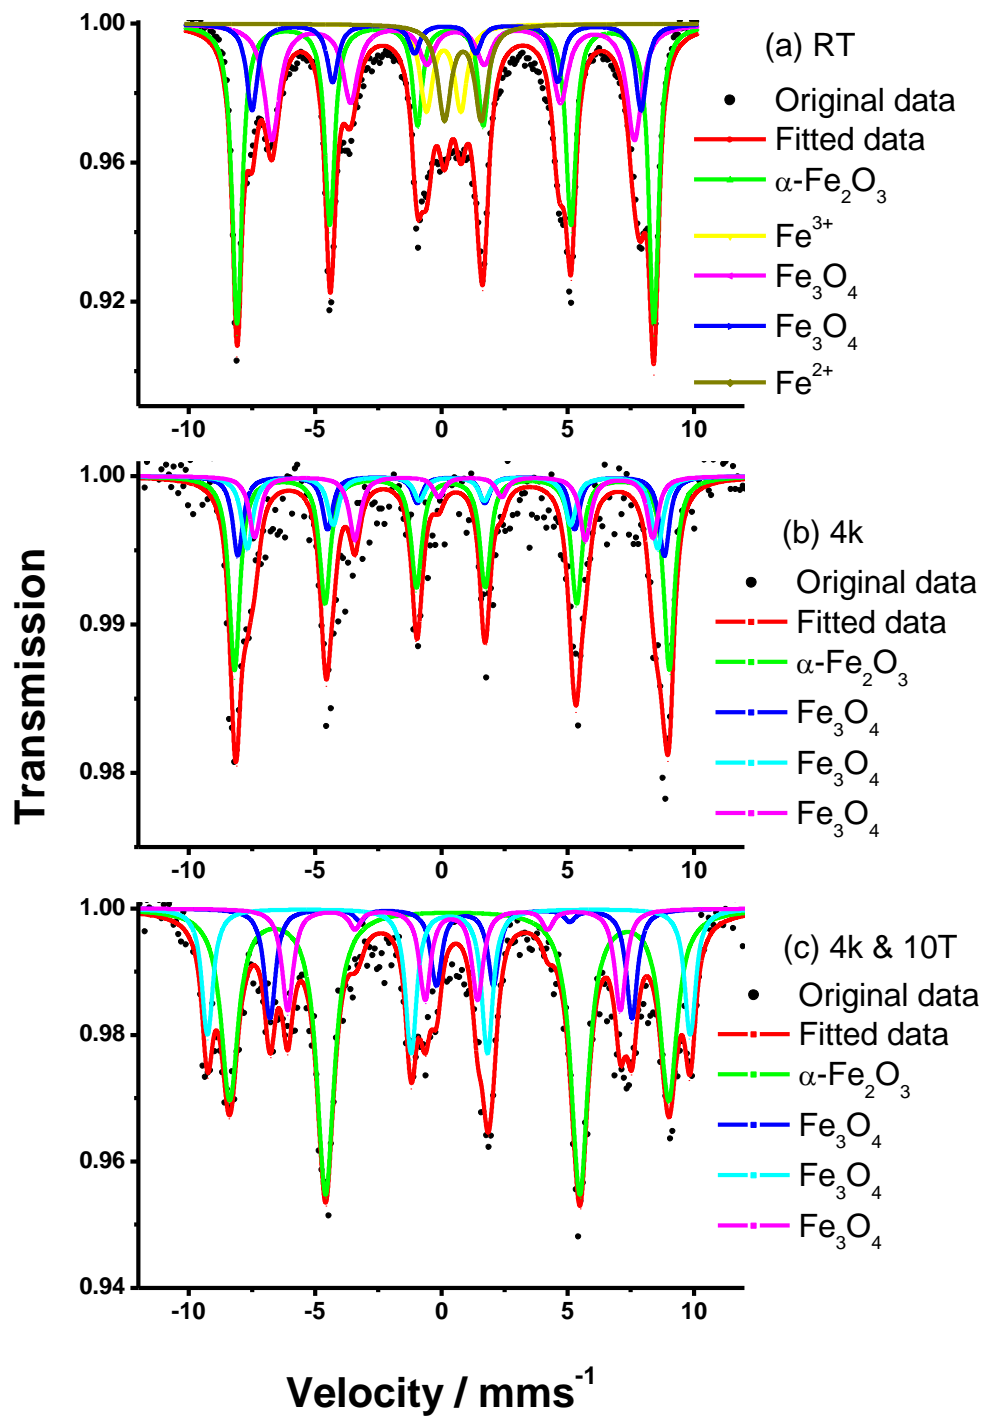 Transmission
1.00
0.96
0.92
-10 -5 0 5 10
(a) RT
Original data
Fitted data
α-Fe₂O₃
Fe³⁺
Fe₃O₄
Fe₃O₄
Fe²⁺
1.00
0.99
0.98
-10 -5 0 5 10
(b) 4k
Original data
Fitted data
α-Fe₂O₃
Fe₃O₄
Fe₃O₄
Fe₃O₄
1.00
0.98
0.96
0.94
-10 -5 0 5 10
(c) 4k & 10T
Original data
Fitted data
α-Fe₂O₃
Fe₃O₄
Fe₃O₄
Fe₃O₄
Velocity / mms⁻¹